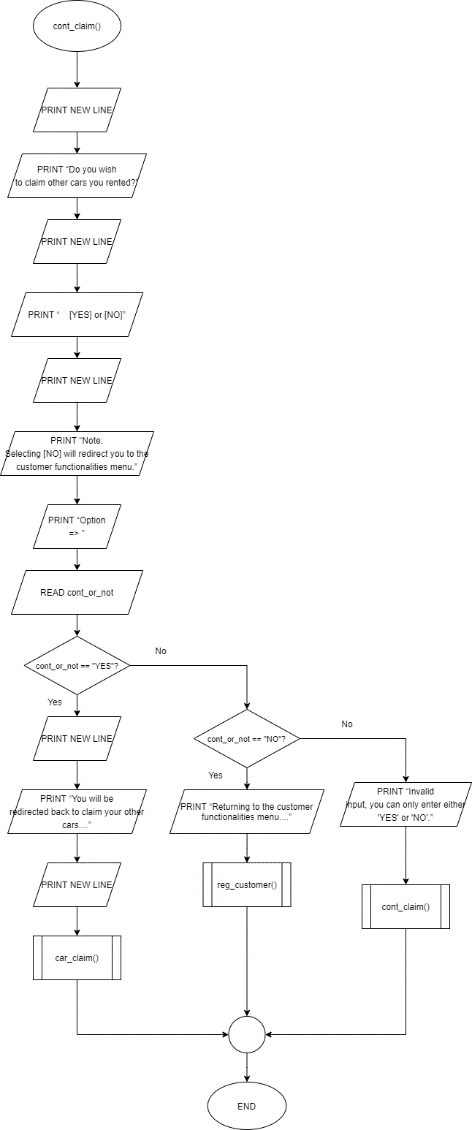 cont_claim()
PRINT NEW LINE
PRINT "Do you wish
to claim other cars you rented?"
PRINT NEW LINE
PRINT "    [YES] or [NO]"
PRINT NEW LINE
PRINT "Note:
Selecting [NO] will redirect you to the
customer functionalities menu."
PRINT "Option
=> "
READ cont_or_not
cont_or_not == "YES"?
No
Yes
PRINT NEW LINE
cont_or_not == "NO"?
No
Yes
PRINT "You will be
redirected back to claim your other
cars...."
PRINT "Returning to the customer
functionalities menu...."
PRINT "Invalid
input, you can only enter either
'YES' or 'NO'."
PRINT NEW LINE
reg_customer()
cont_claim()
car_claim()
END